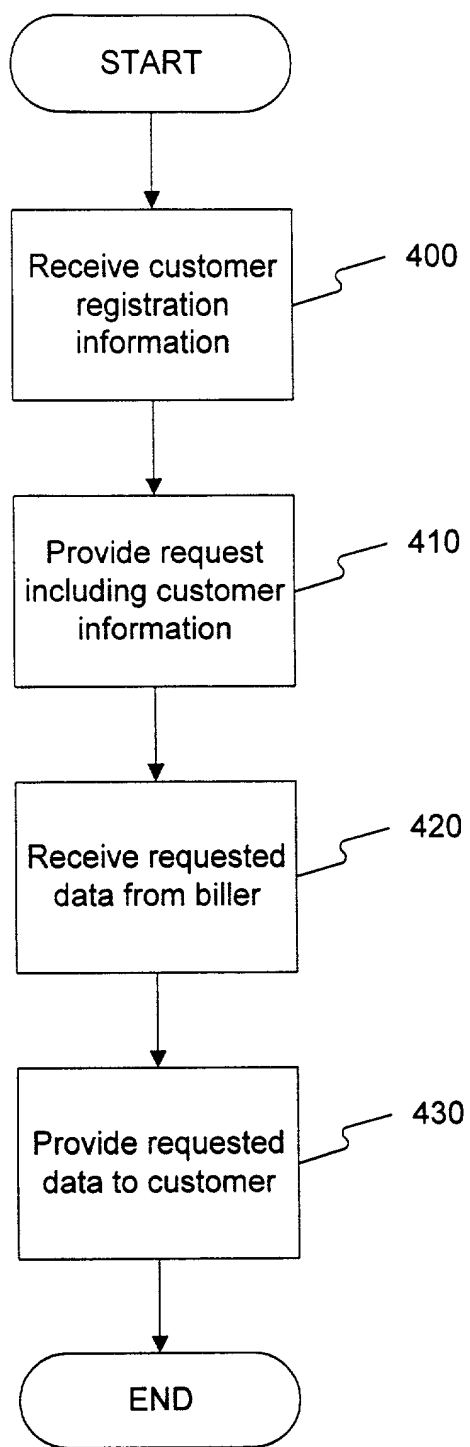 START
Receive customer
registration
information
400
Provide request
including customer
information
410
Receive requested
data from biller
420
Provide requested
data to customer
430
END